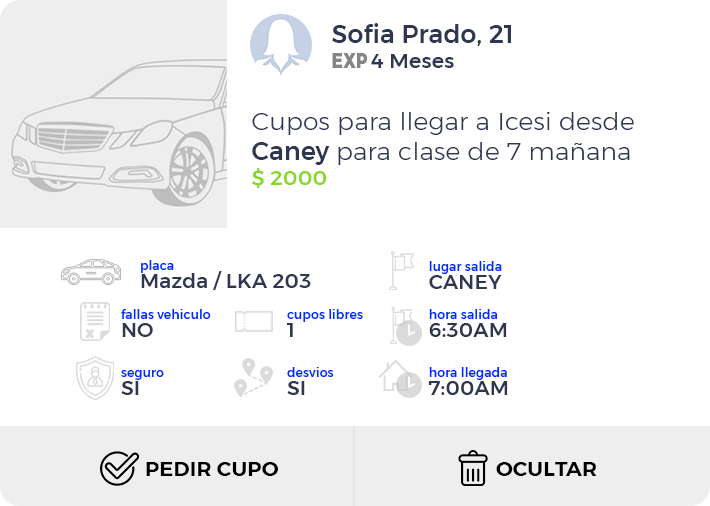 Sofia Prado, 21
EXP 4 Meses
Cupos para llegar a Icesi desde
Caney para clase de 7 mañana
$ 2000
placa
Mazda / LKA 203
lugar salida
CANEY
fallas vehiculo
NO
cupos libres
1
hora salida
6:30AM
seguro
SI
desvios
SI
hora llegada
7:00AM
PEDIR CUPO
OCULTAR